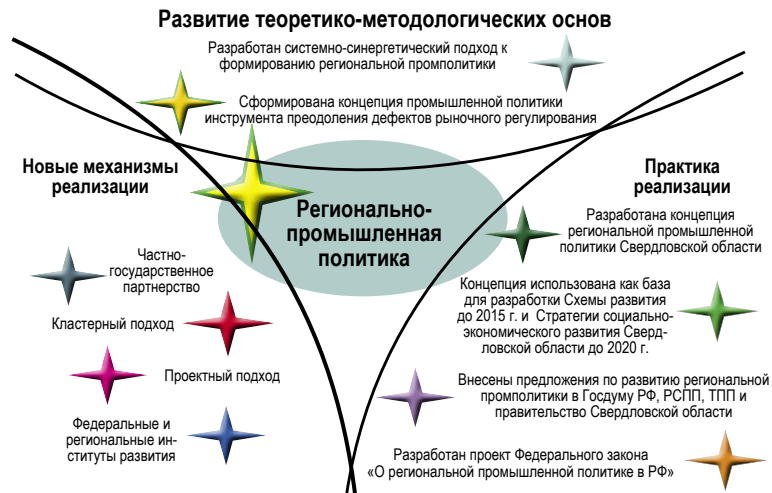 Развитие теоретико-методологических основ
Разработан системно-синергетический подход к
формированию региональной промполитики
Сформирована концепция промышленной политики
инструмента преодоления дефектов рыночного регулирования
Новые механизмы
реализации
Частно-
государственное
партнерство
Кластерный подход
Проектный подход
Федеральные и
региональные ин-
ституты развития
Регионально-
промышленная
политика
Практика
реализации
Разработана концепция
региональной промышленной
политики Свердловской области
Концепция использована как база
для разработки Схемы развития
до 2015 г. и Стратегии социально-
экономического развития Сверд-
ловской области до 2020 г.
Внесены предложения по развитию региональной
промполитики в Госдуму РФ, РСПП, ТПП и
правительство Свердловской области
Разработан проект Федерального закона
«О региональной промышленной политике в РФ»